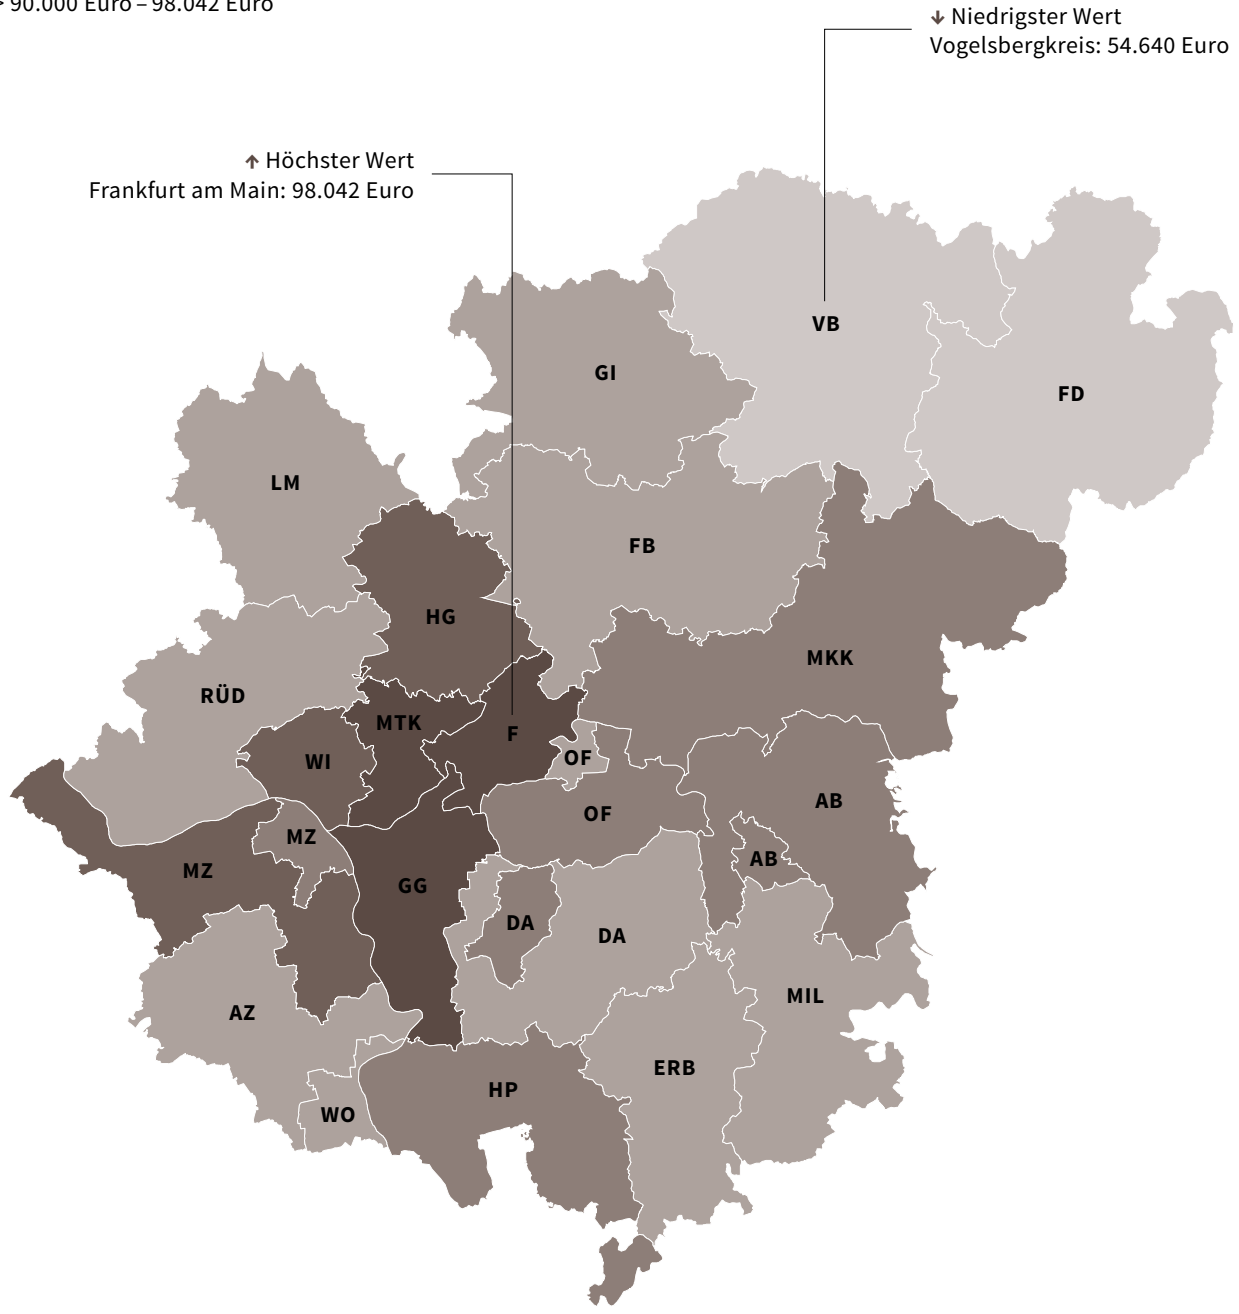 > 90.000 Euro – 98.042 Euro
↓ Niedrigster Wert
Vogelsbergkreis: 54.640 Euro
↑ Höchster Wert
Frankfurt am Main: 98.042 Euro
VB
GI
FD
LM
FB
HG
MKK
RÜD
MTK
F
WI
OF
AB
OF
MZ
AB
MZ
GG
DA
DA
MIL
AZ
ERB
HP
WO